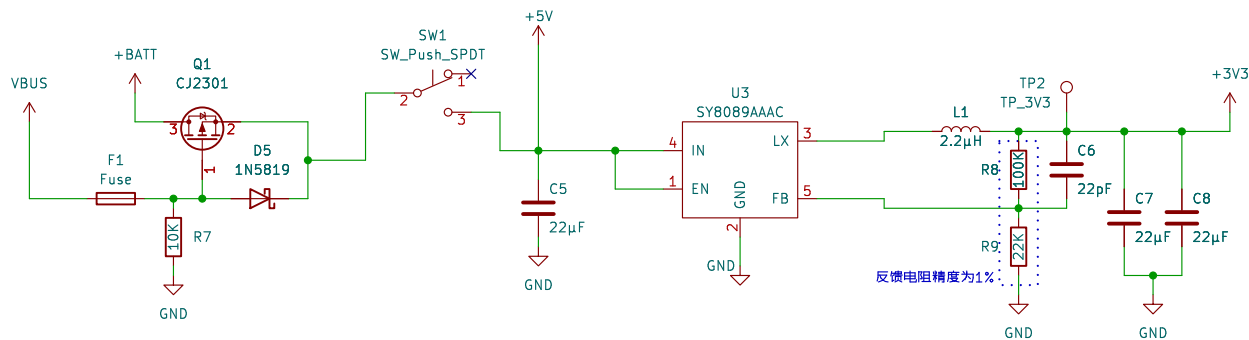 VBUS
+BATT
Q1
CJ2301
3
2
1
F1
Fuse
D5
1N5819
10K
R7
GND
SW1
SW_Push_SPDT
1
2
3
+5V
C5
22µF
GND
U3
SY8089AAAC
4
IN
1
EN
LX
3
FB
5
GND
2
GND
L1
2.2µH
TP2
TP_3V3
+3V3
R8
100K
C6
22pF
R9
22K
反馈电阻精度为1%
GND
C7
22µF
C8
22µF
GND